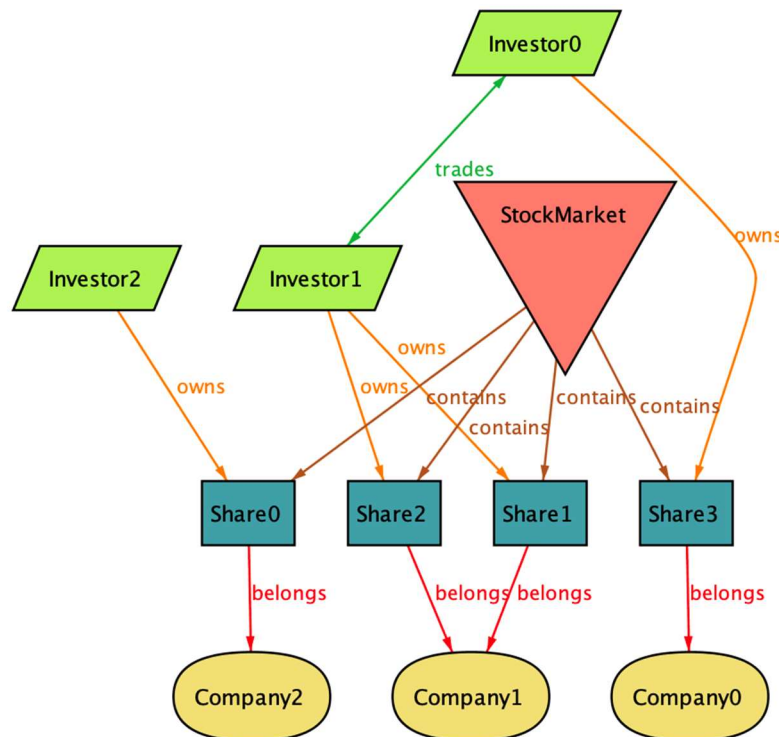 Investor0
trades
StockMarket
owns
Investor2
Investor1
owns
owns
owns
contains
contains
contains
contains
Share0
Share2
Share1
Share3
belongs
belongs
belongs
belongs
Company2
Company1
Company0